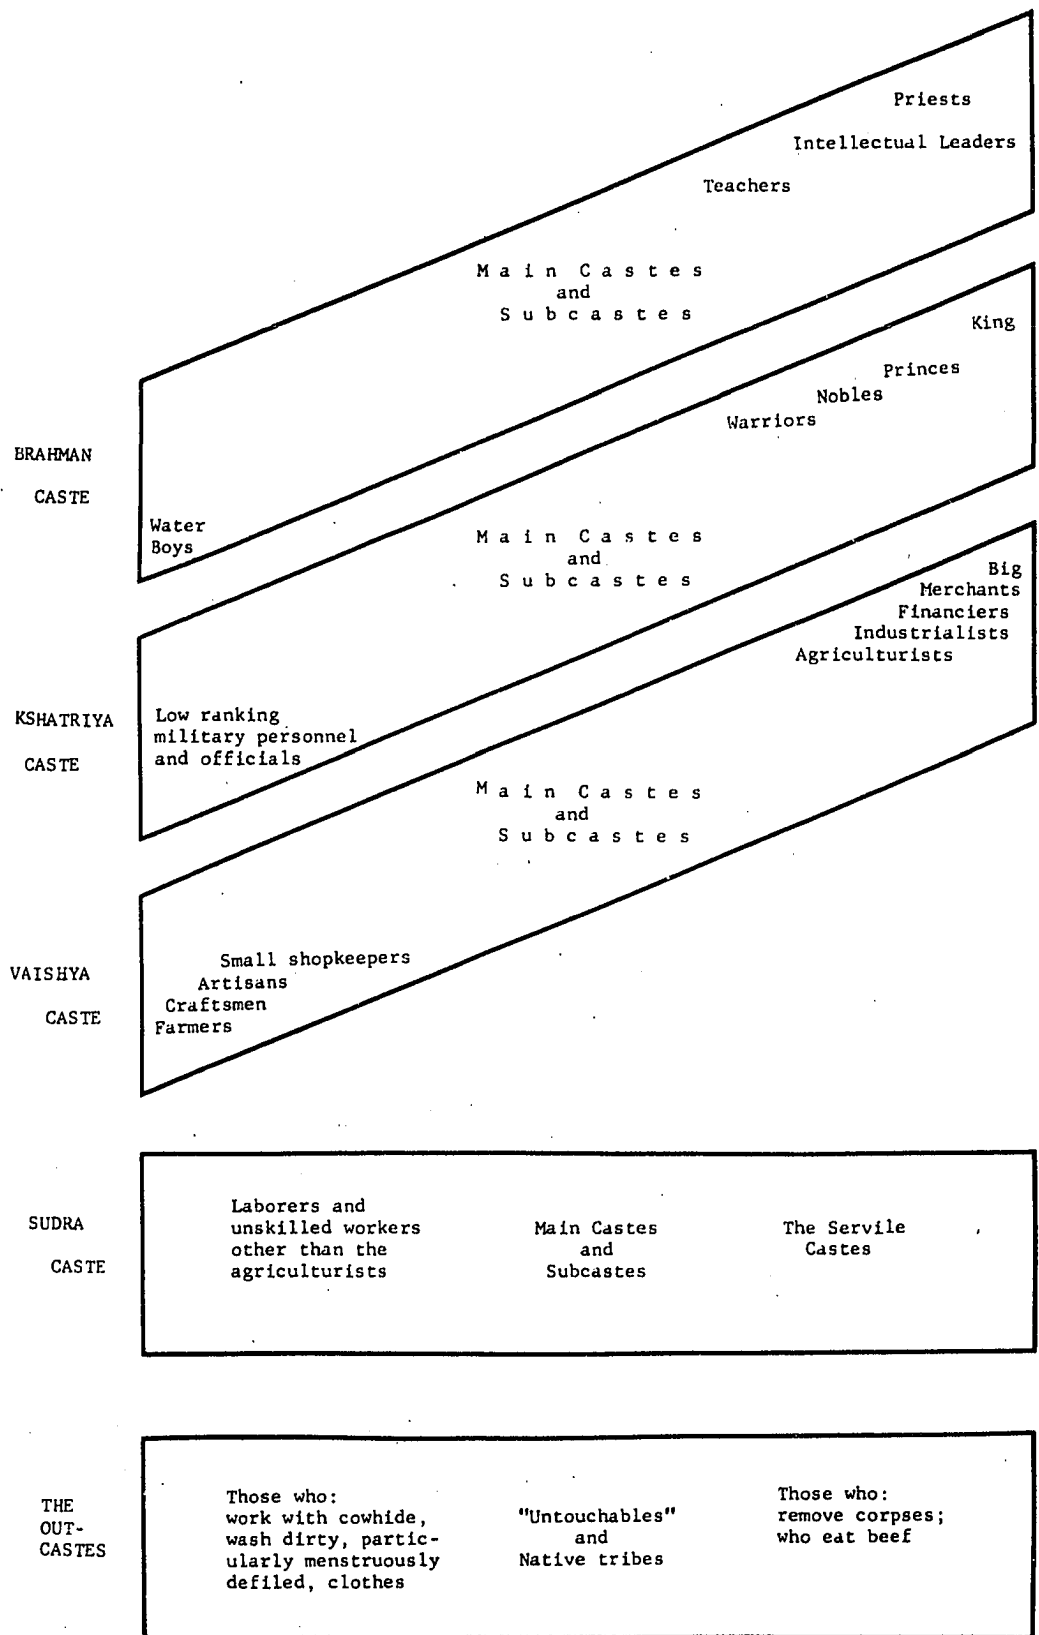 Priests
Intellectual Leaders
Teachers
Main Castes
and
Subcastes
BRAHMAN
CASTE
Water
Boys
King
Princes
Nobles
Warriors
Main Castes
and
Subcastes
KSHATRIYA
CASTE
Low ranking
military personnel
and officials
Big
Merchants
Financiers
Industrialists
Agriculturists
Main Castes
and
Subcastes
VAISHYA
CASTE
Small shopkeepers
Artisans
Craftsmen
Farmers
SUDRA
CASTE
Laborers and
unskilled workers
other than the
agriculturists
Main Castes
and
Subcastes
The Servile
Castes
THE
OUT-
CASTES
Those who:
work with cowhide,
wash dirty, partic-
ularly menstruously
defiled, clothes
"Untouchables"
and
Native tribes
Those who:
remove corpses;
who eat beef